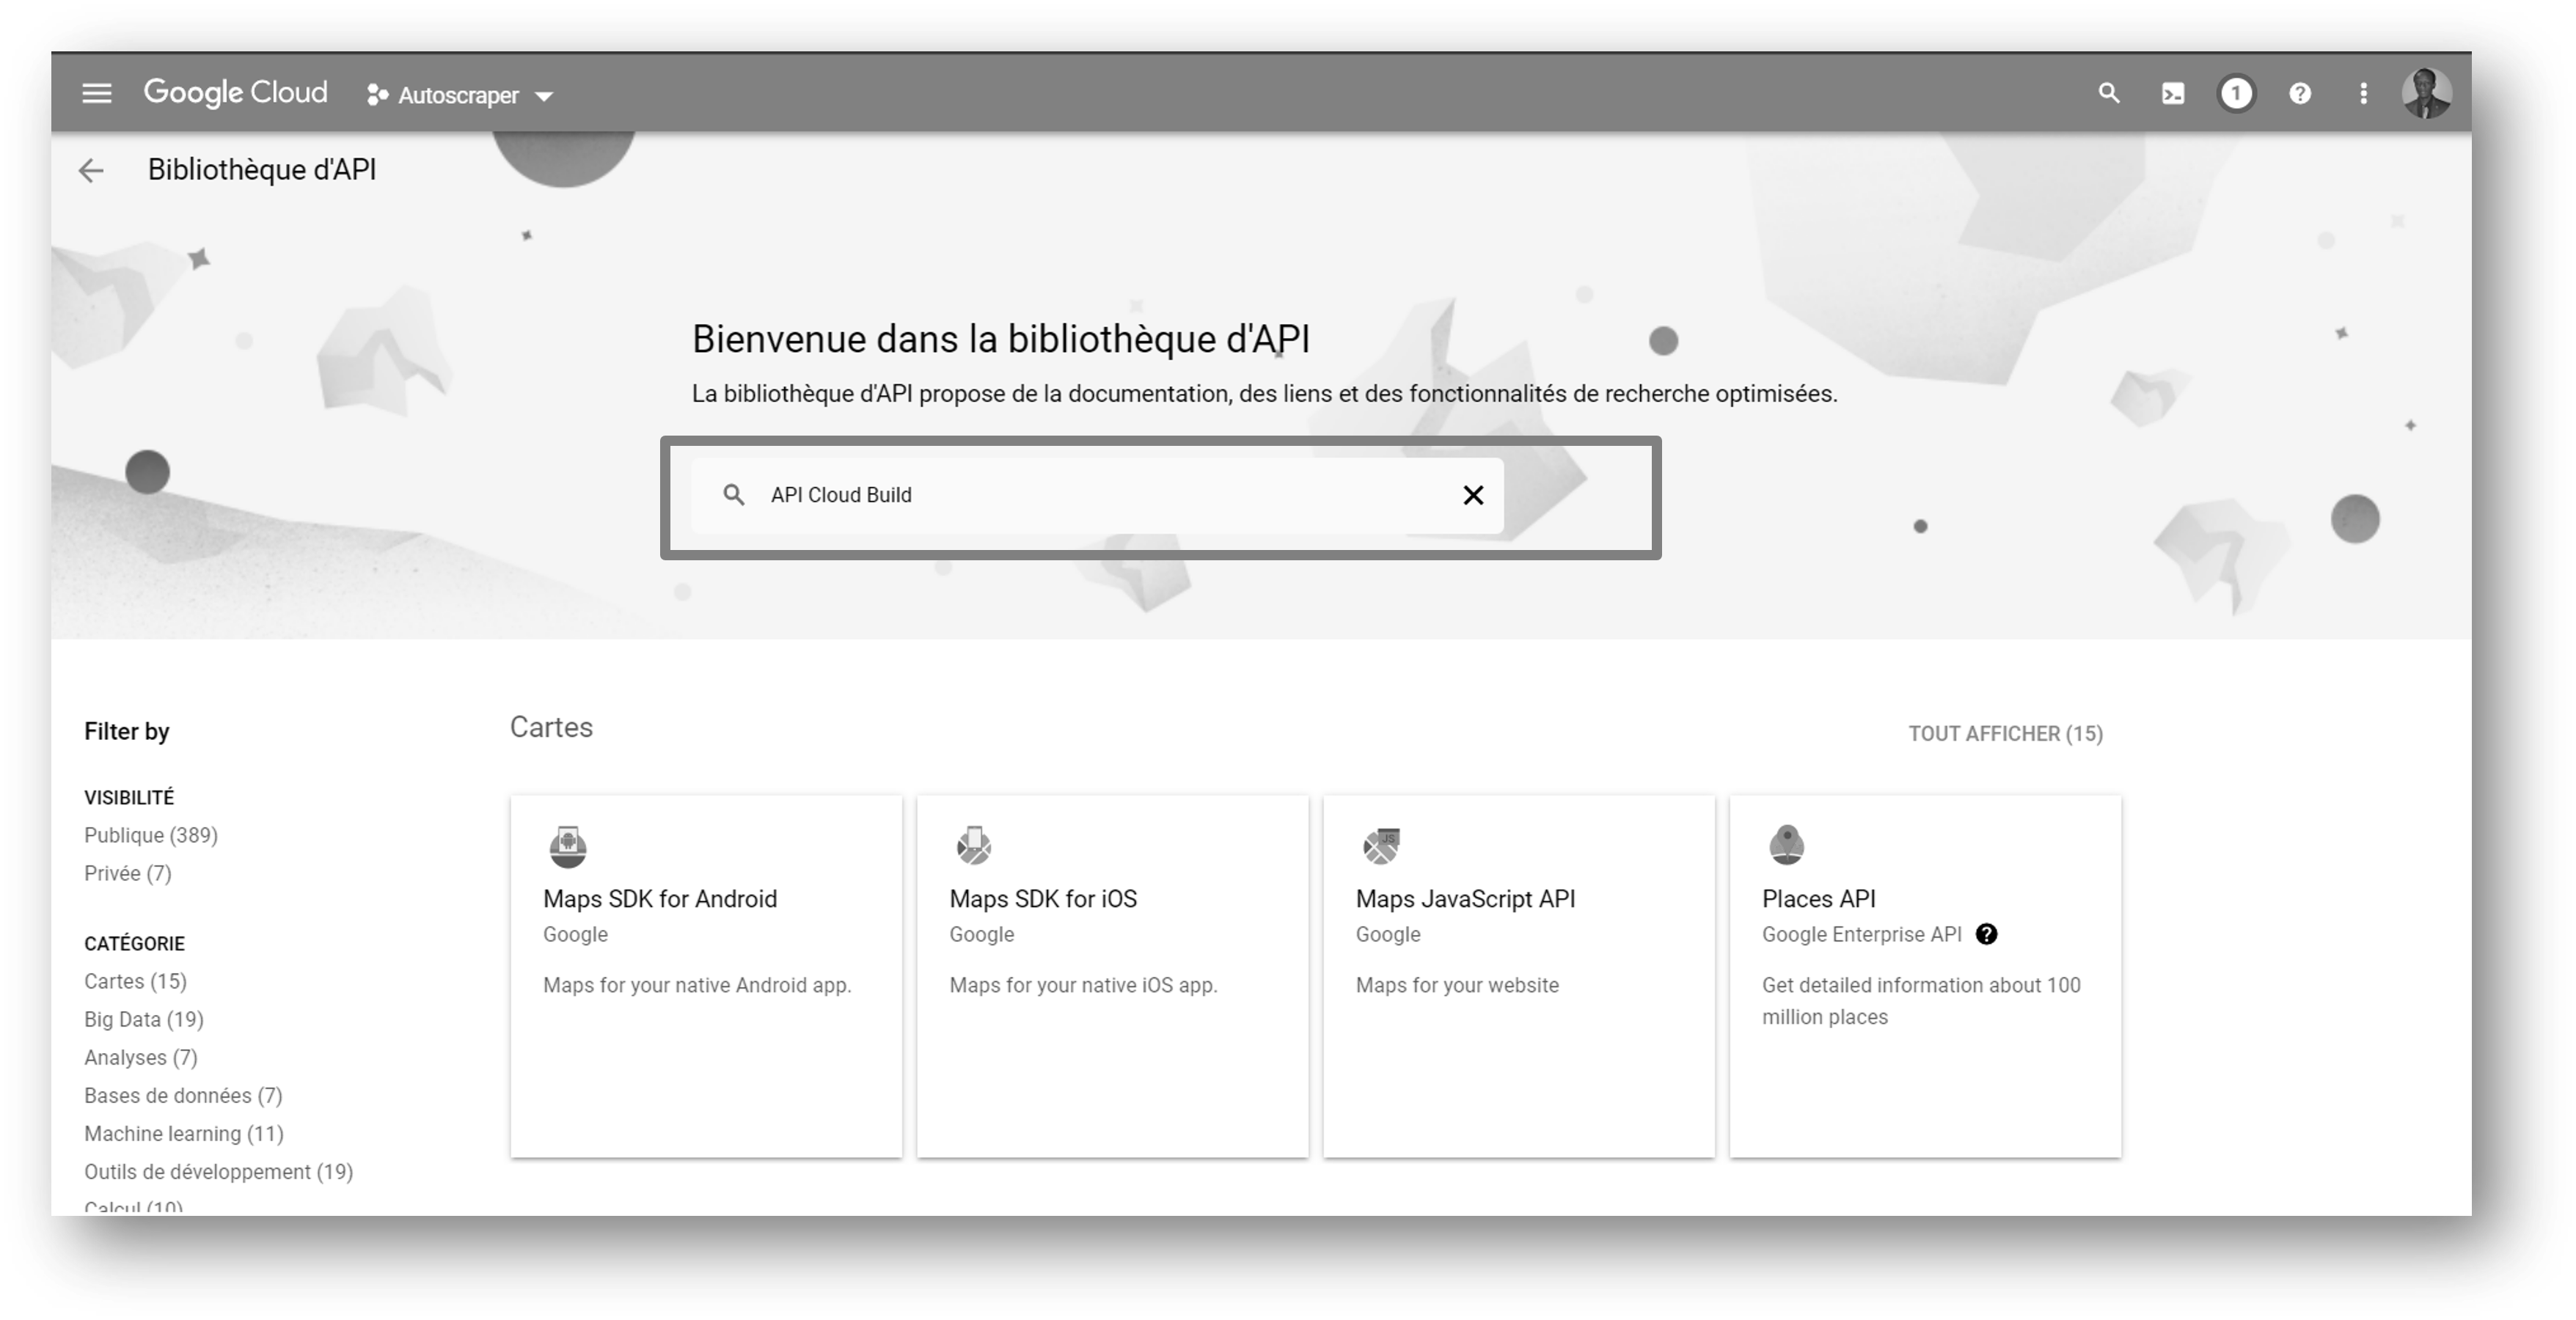 Google Cloud
Autoscraper
1
Bibliothèque d'API
Bienvenue dans la bibliothèque d'API
La bibliothèque d'API propose de la documentation, des liens et des fonctionnalités de recherche optimisées.
API Cloud Build
Filter by
VISIBILITÉ
Publique (389)
Privée (7)
CATÉGORIE
Cartes (15)
Big Data (19)
Analyses (7)
Bases de données (7)
Machine learning (11)
Outils de développement (19)
Calcul (10)
Cartes
TOUT AFFICHER (15)
Maps SDK for Android
Google
Maps for your native Android app.
Maps SDK for iOS
Google
Maps for your native iOS app.
JS
Maps JavaScript API
Google
Maps for your website
Places API
Google Enterprise API
Get detailed information about 100
million places